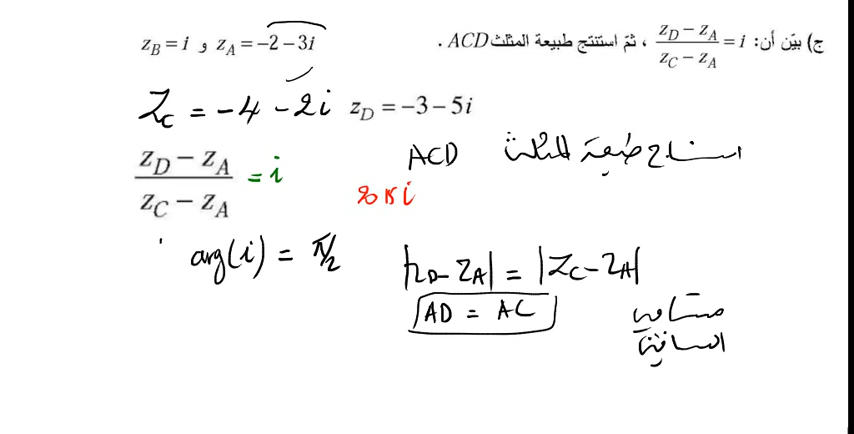 ج) بيّن أن: \frac{z_D - z_A}{z_C - z_A} = i ، ثمّ استنتج طبيعة المثلث ACD .
z_A = -2-3i و z_B = i
Z_C = -4-2i z_D = -3-5i
\frac{z_D - z_A}{z_C - z_A} = i
استنتاج طبيعة المثلث ACD
arg(i) = π/2
|z_D - z_A| = |z_C - z_A|
AD = AC
متساوي
الساقين